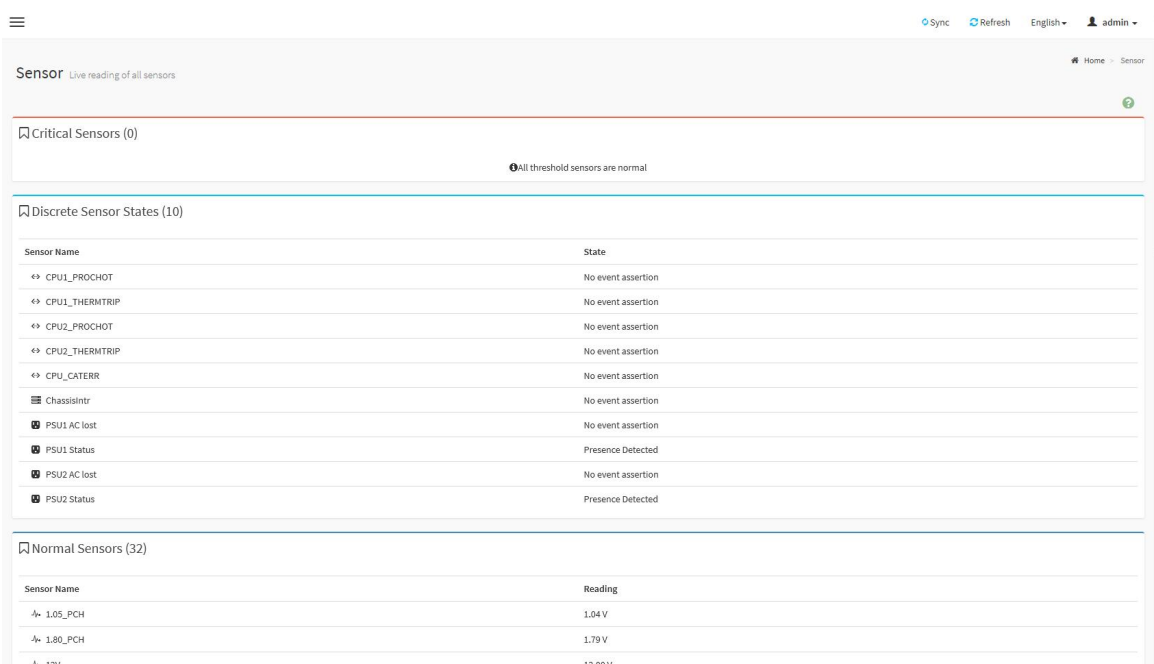 Sync Refresh English admin
Home > Sensor
Sensor Live reading of all sensors
Critical Sensors (0)
All threshold sensors are normal
Discrete Sensor States (10)
Sensor Name State
CPU1_PROCHOT No event assertion
CPU1_THERMTRIP No event assertion
CPU2_PROCHOT No event assertion
CPU2_THERMTRIP No event assertion
CPU_CATERR No event assertion
ChassisIntr No event assertion
PSU1 AC lost No event assertion
PSU1 Status Presence Detected
PSU2 AC lost No event assertion
PSU2 Status Presence Detected
Normal Sensors (32)
Sensor Name Reading
1.05_PCH 1.04 V
1.80_PCH 1.79 V